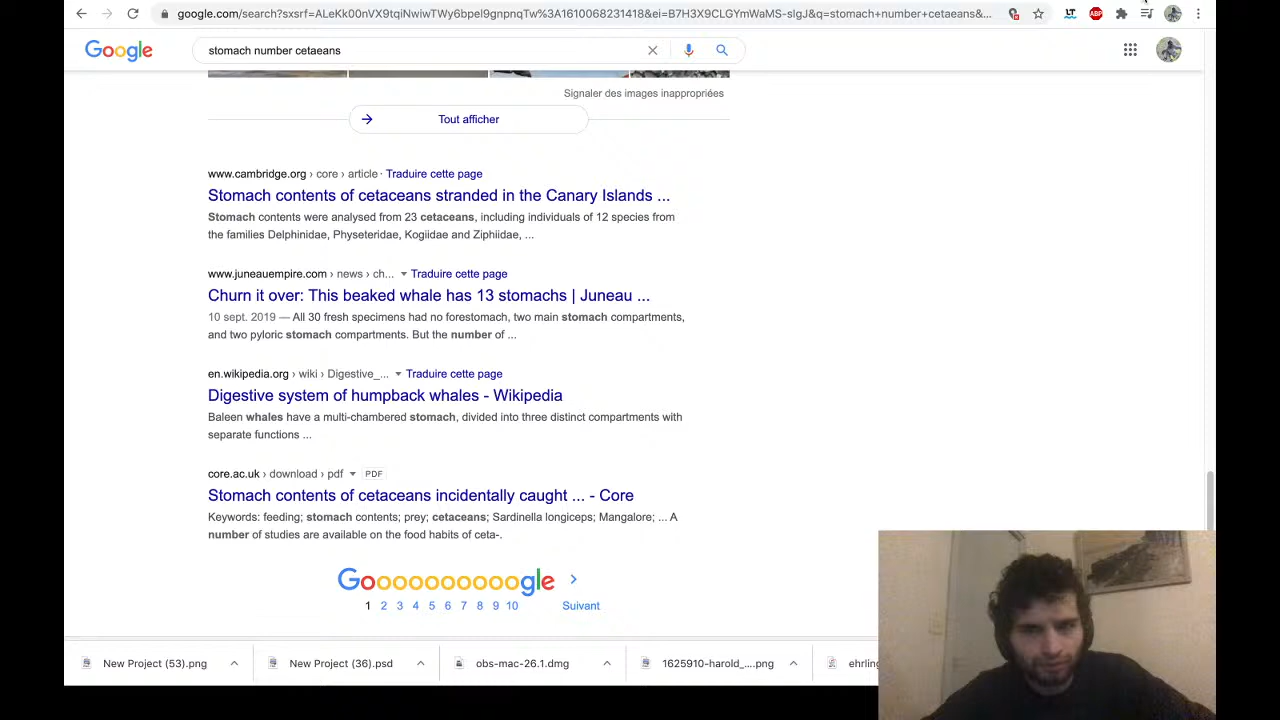 google.com/search?sxsrf=ALeKk00nVX9tqiNwiwTWy6bpel9gnpnqTw%3A1610068231418&ei=B7H3X9CLGYmWaMS-slgJ&q=stomach+number+cetaeans&...
LT
ABP
Google
stomach number cetaeans
Signaler des images inappropriées
Tout afficher
www.cambridge.org › core › article · Traduire cette page
Stomach contents of cetaceans stranded in the Canary Islands ...
Stomach contents were analysed from 23 cetaceans, including individuals of 12 species from
the families Delphinidae, Physeteridae, Kogiidae and Ziphiidae, ...
www.juneauempire.com › news › ch... Traduire cette page
Churn it over: This beaked whale has 13 stomachs | Juneau ...
10 sept. 2019 — All 30 fresh specimens had no forestomach, two main stomach compartments,
and two pyloric stomach compartments. But the number of ...
en.wikipedia.org › wiki › Digestive_... Traduire cette page
Digestive system of humpback whales - Wikipedia
Baleen whales have a multi-chambered stomach, divided into three distinct compartments with
separate functions ...
core.ac.uk › download › pdf PDF
Stomach contents of cetaceans incidentally caught ... - Core
Keywords: feeding; stomach contents; prey; cetaceans; Sardinella longiceps; Mangalore; ... A
number of studies are available on the food habits of ceta-.
Goooooooooogle
1 2 3 4 5 6 7 8 9 10 Suivant
New Project (53).png New Project (36).psd obs-mac-26.1.dmg 1625910-harold_....png ehrling